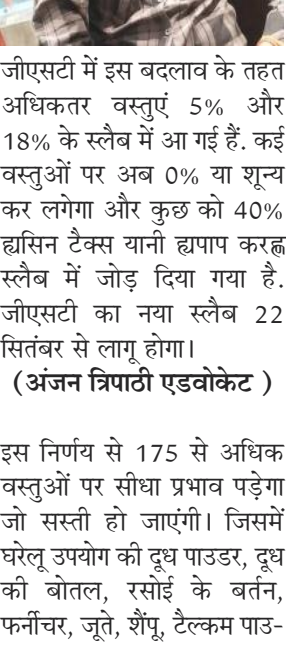 जीएसटी में इस बदलाव के तहत
अधिकतर वस्तुएं 5% और
18% के स्लैब में आ गई हैं. कई
वस्तुओं पर अब 0% या शून्य
कर लगेगा और कुछ को 40%
ह्यसिन टैक्स यानी ह्यपाप करह्ण
स्लैब में जोड़ दिया गया है.
जीएसटी का नया स्लैब 22
सितंबर से लागू होगा।
(अंजन त्रिपाठी एडवोकेट )
इस निर्णय से 175 से अधिक
वस्तुओं पर सीधा प्रभाव पड़ेगा
जो सस्ती हो जाएंगी। जिसमें
घरेलू उपयोग की दूध पाउडर, दूध
की बोतल, रसोई के बर्तन,
फर्नीचर, जूते, शैंपू, टैल्कम पाउ-